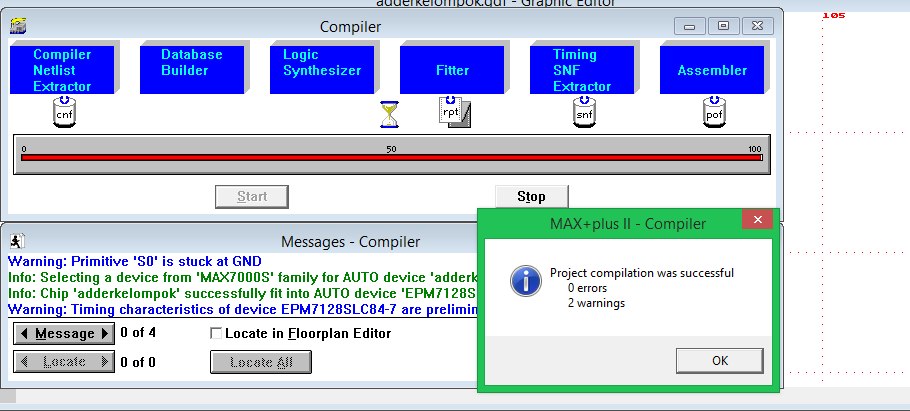 adderkelompok.gdf - Graphic Editor
Compiler
Compiler
Netlist
Extractor
Database
Builder
Logic
Synthesizer
Fitter
Timing
SNF
Extractor
Assembler
cnf
rpt
snf
pof
0 50 100
Start Stop
Messages - Compiler
Warning: Primitive 'S0' is stuck at GND
Info: Selecting a device from 'MAX7000S' family for AUTO device 'adderk
Info: Chip 'adderkelompok' successfully fit into AUTO device 'EPM7128S
Warning: Timing characteristics of device EPM7128SLC84-7 are prelimin
Message 0 of 4 Locate in Floorplan Editor
Locate 0 of 0 Locate All
MAX+plus II - Compiler
Project compilation was successful
0 errors
2 warnings
OK